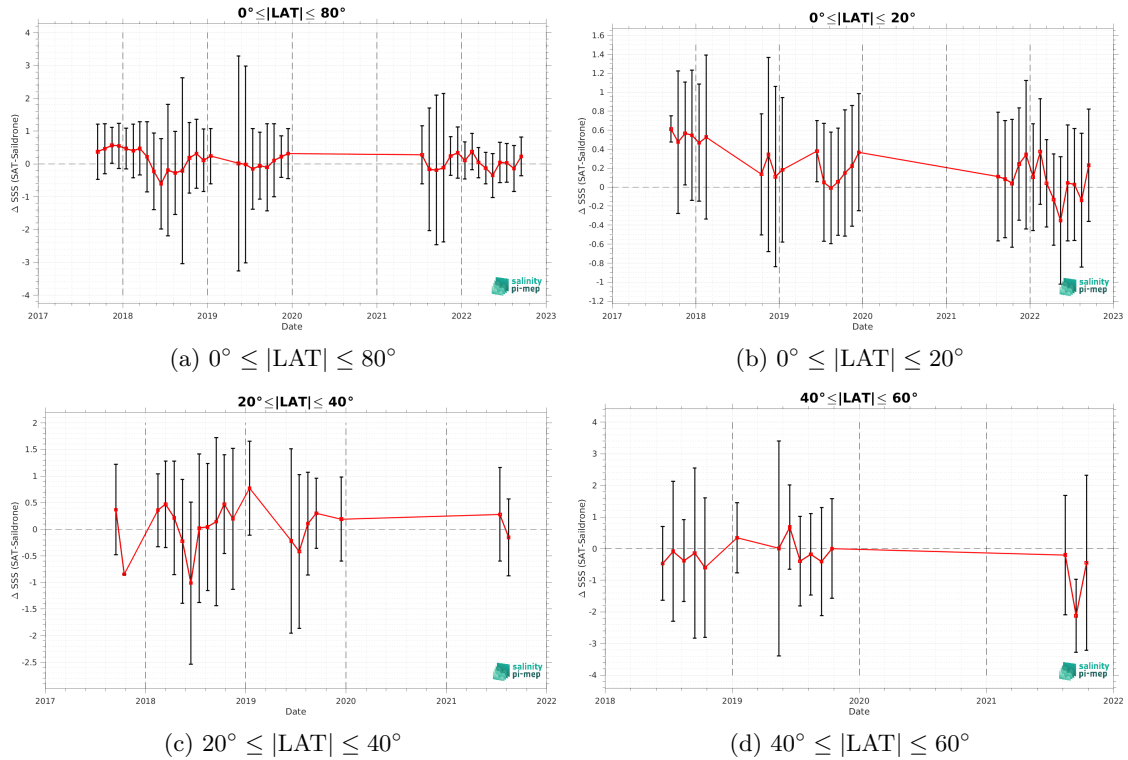 0°≤|LAT|≤ 80°
Δ SSS (SAT-Saildrone)
4
3
2
1
0
-1
-2
-3
-4
2017 2018 2019 2020 2021 2022 2023
Date
salinity
pi-mep
(a) 0° ≤ |LAT| ≤ 80°
0°≤|LAT|≤ 20°
Δ SSS (SAT-Saildrone)
1.6
1.4
1.2
1
0.8
0.6
0.4
0.2
0
-0.2
-0.4
-0.6
-0.8
-1
-1.2
2017 2018 2019 2020 2021 2022 2023
Date
salinity
pi-mep
(b) 0° ≤ |LAT| ≤ 20°
20°≤|LAT|≤ 40°
Δ SSS (SAT-Saildrone)
2
1.5
1
0.5
0
-0.5
-1
-1.5
-2
-2.5
2017 2018 2019 2020 2021 2022
Date
salinity
pi-mep
(c) 20° ≤ |LAT| ≤ 40°
40°≤|LAT|≤ 60°
Δ SSS (SAT-Saildrone)
4
3
2
1
0
-1
-2
-3
-4
2018 2019 2020 2021 2022
Date
salinity
pi-mep
(d) 40° ≤ |LAT| ≤ 60°